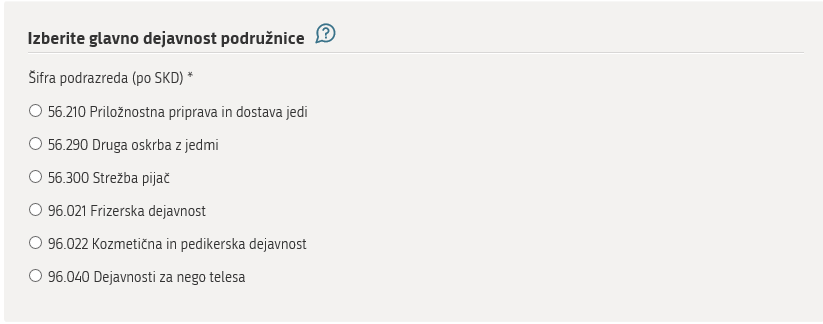 Izberite glavno dejavnost podružnice
Šifra podrazreda (po SKD) *
56.210 Priložnostna priprava in dostava jedi
56.290 Druga oskrba z jedmi
56.300 Strežba pijač
96.021 Frizerska dejavnost
96.022 Kozmetična in pedikerska dejavnost
96.040 Dejavnosti za nego telesa